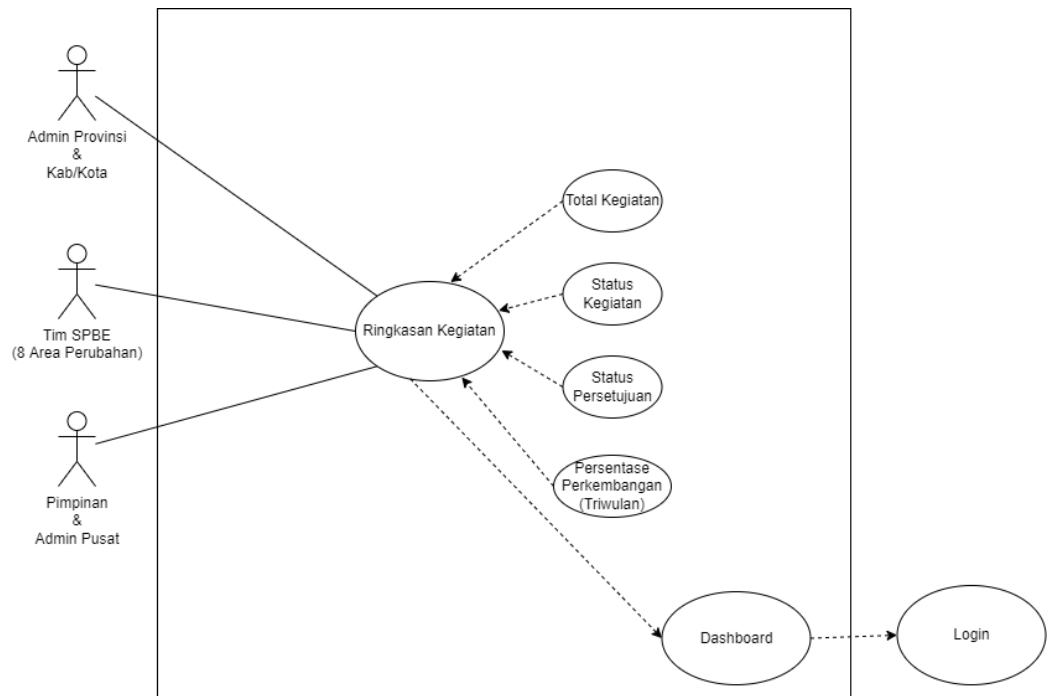 Admin Provinsi
&
Kab/Kota
Tim SPBE
(8 Area Perubahan)
Pimpinan
&
Admin Pusat
Ringkasan Kegiatan
Total Kegiatan
Status
Kegiatan
Status
Persetujuan
Persentase
Perkembangan
(Triwulan)
Dashboard
Login